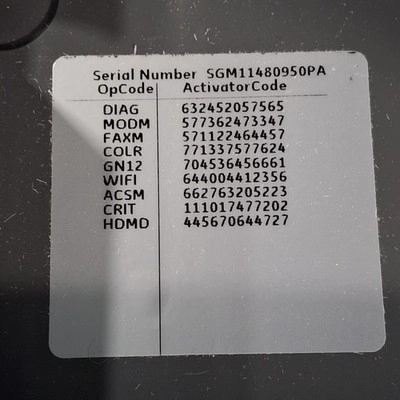 Serial Number SGM11480950PA
OpCode ActivatorCode
DIAG 632452057565
MODM 577362473347
FAXM 571122464457
COLR 771337577624
GN12 704536456661
WIFI 644004412356
ACSM 662763205223
CRIT 111017477202
HDMD 445670644727